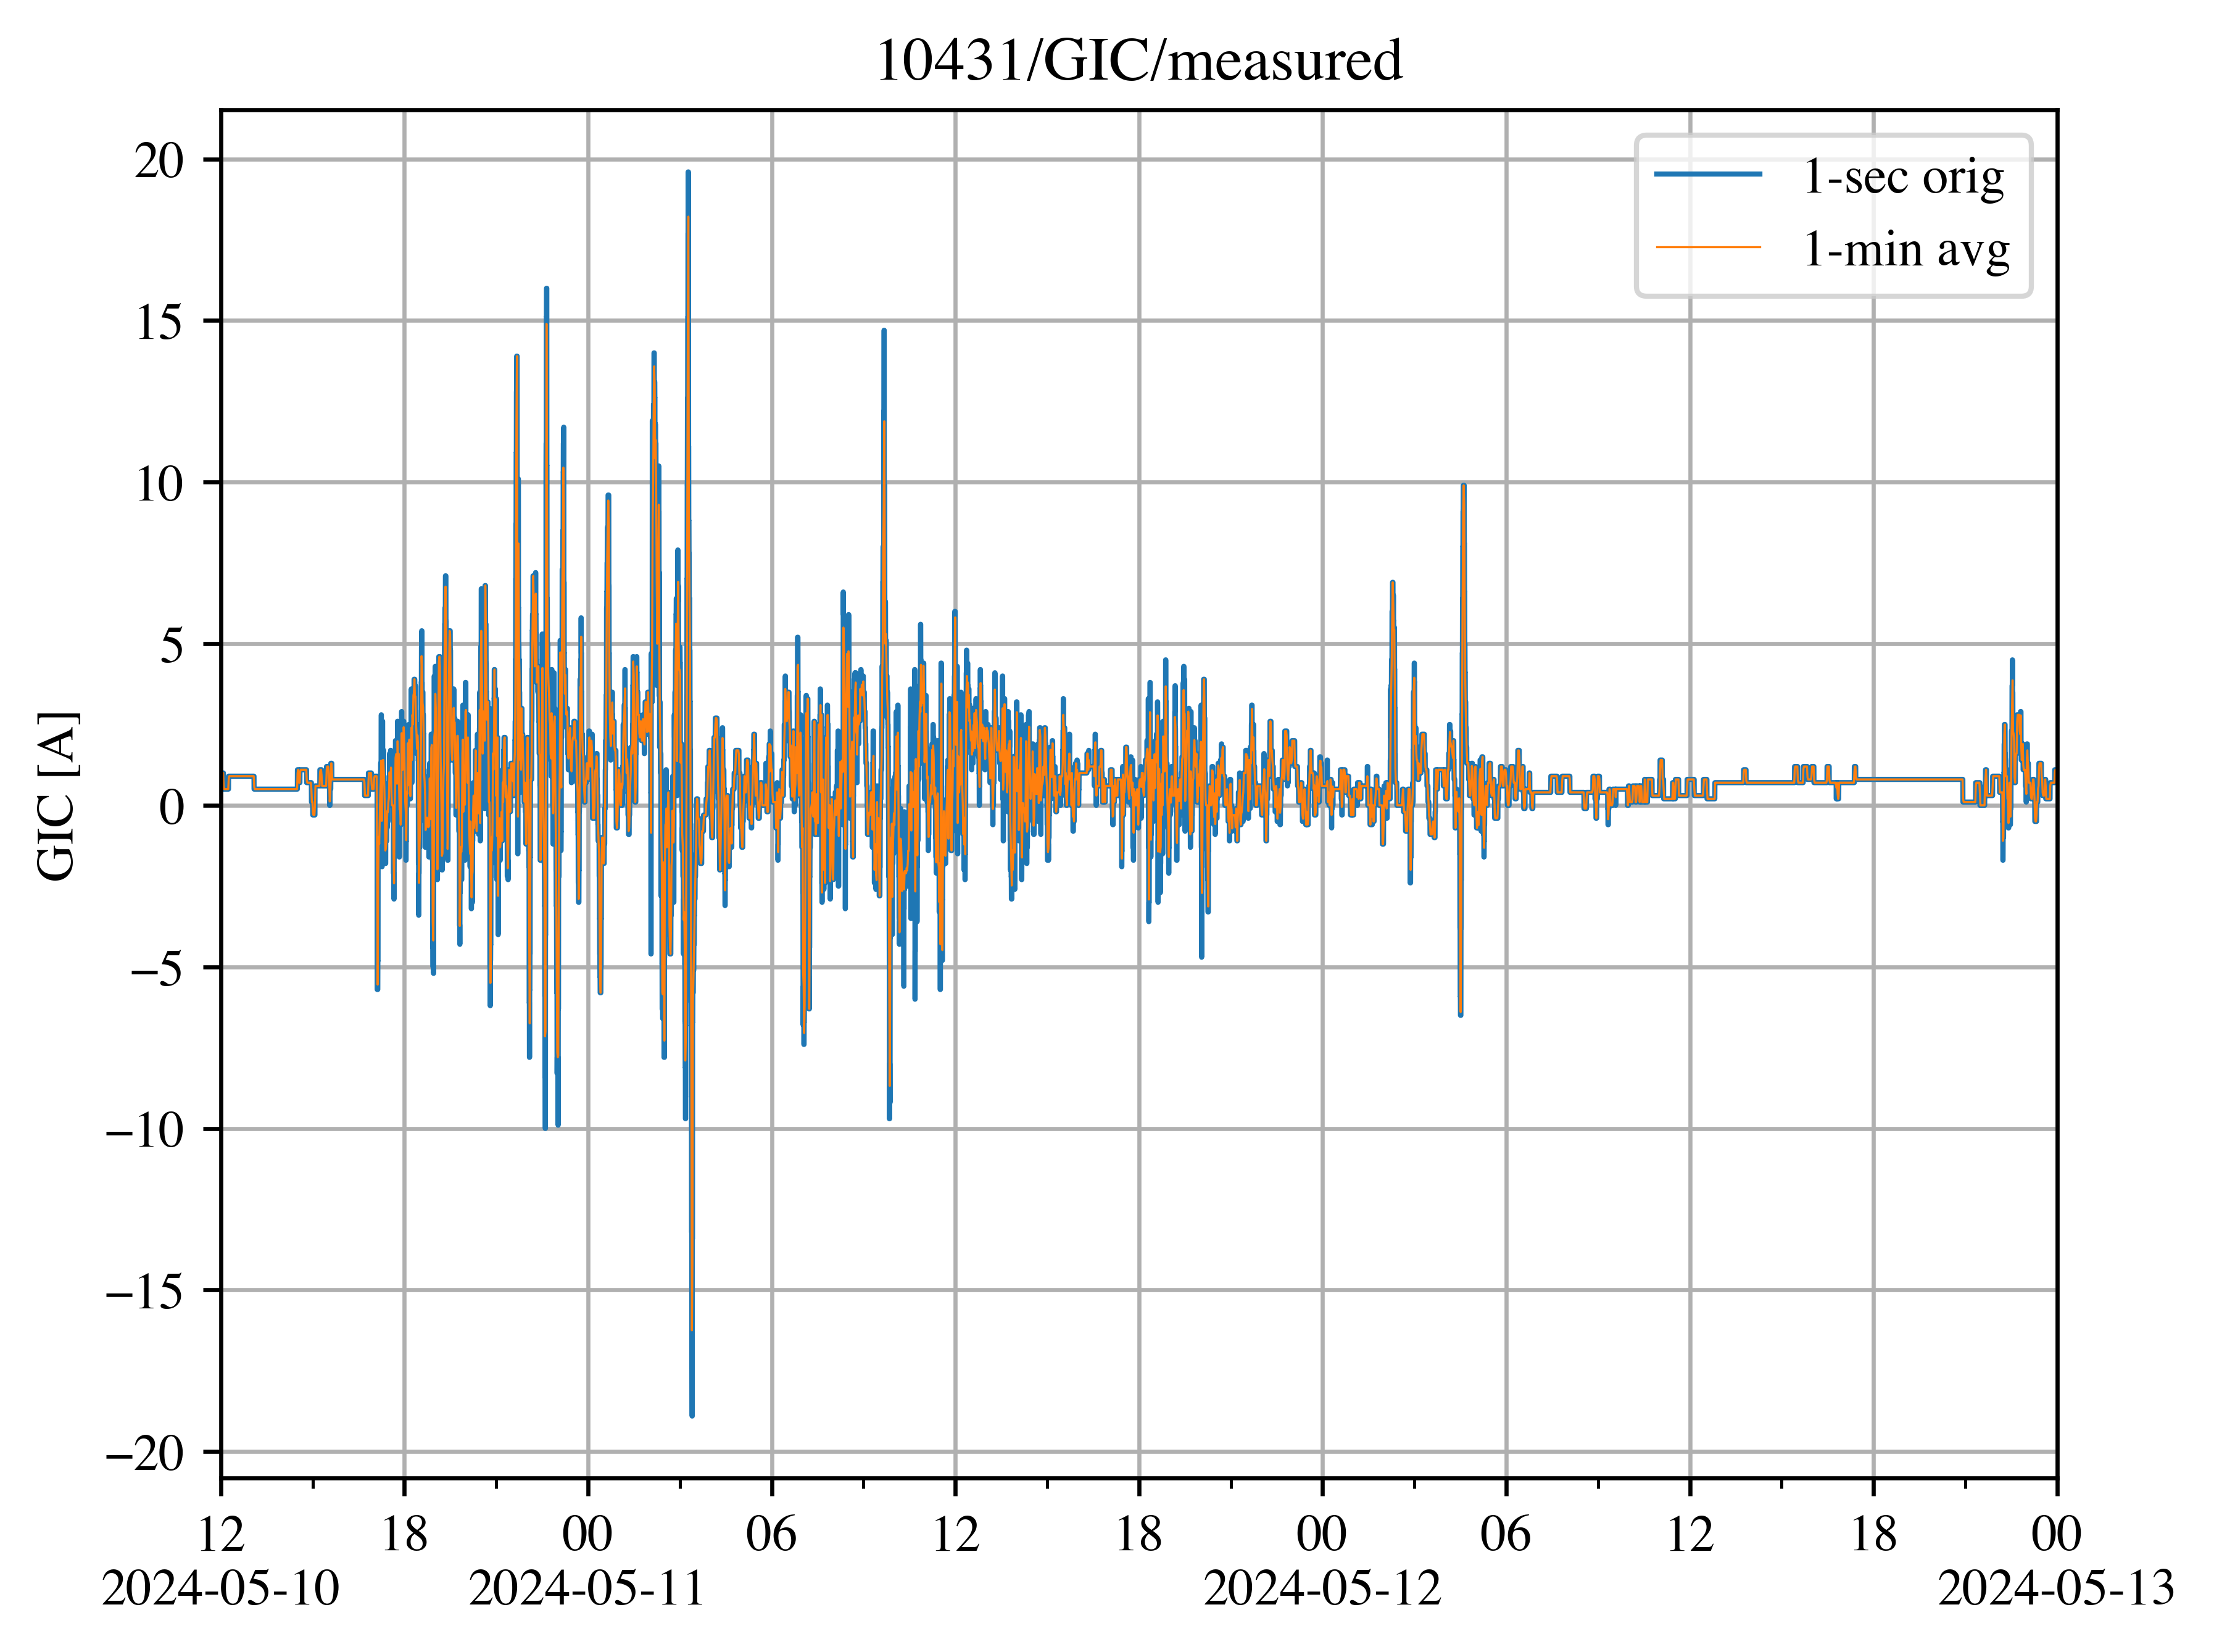 10431/GIC/measured
1-sec orig
1-min avg
GIC [A]
20
15
10
5
0
−5
−10
−15
−20
12 18 00 06 12 18 00 06 12 18 00
2024-05-10 2024-05-11 2024-05-12 2024-05-13